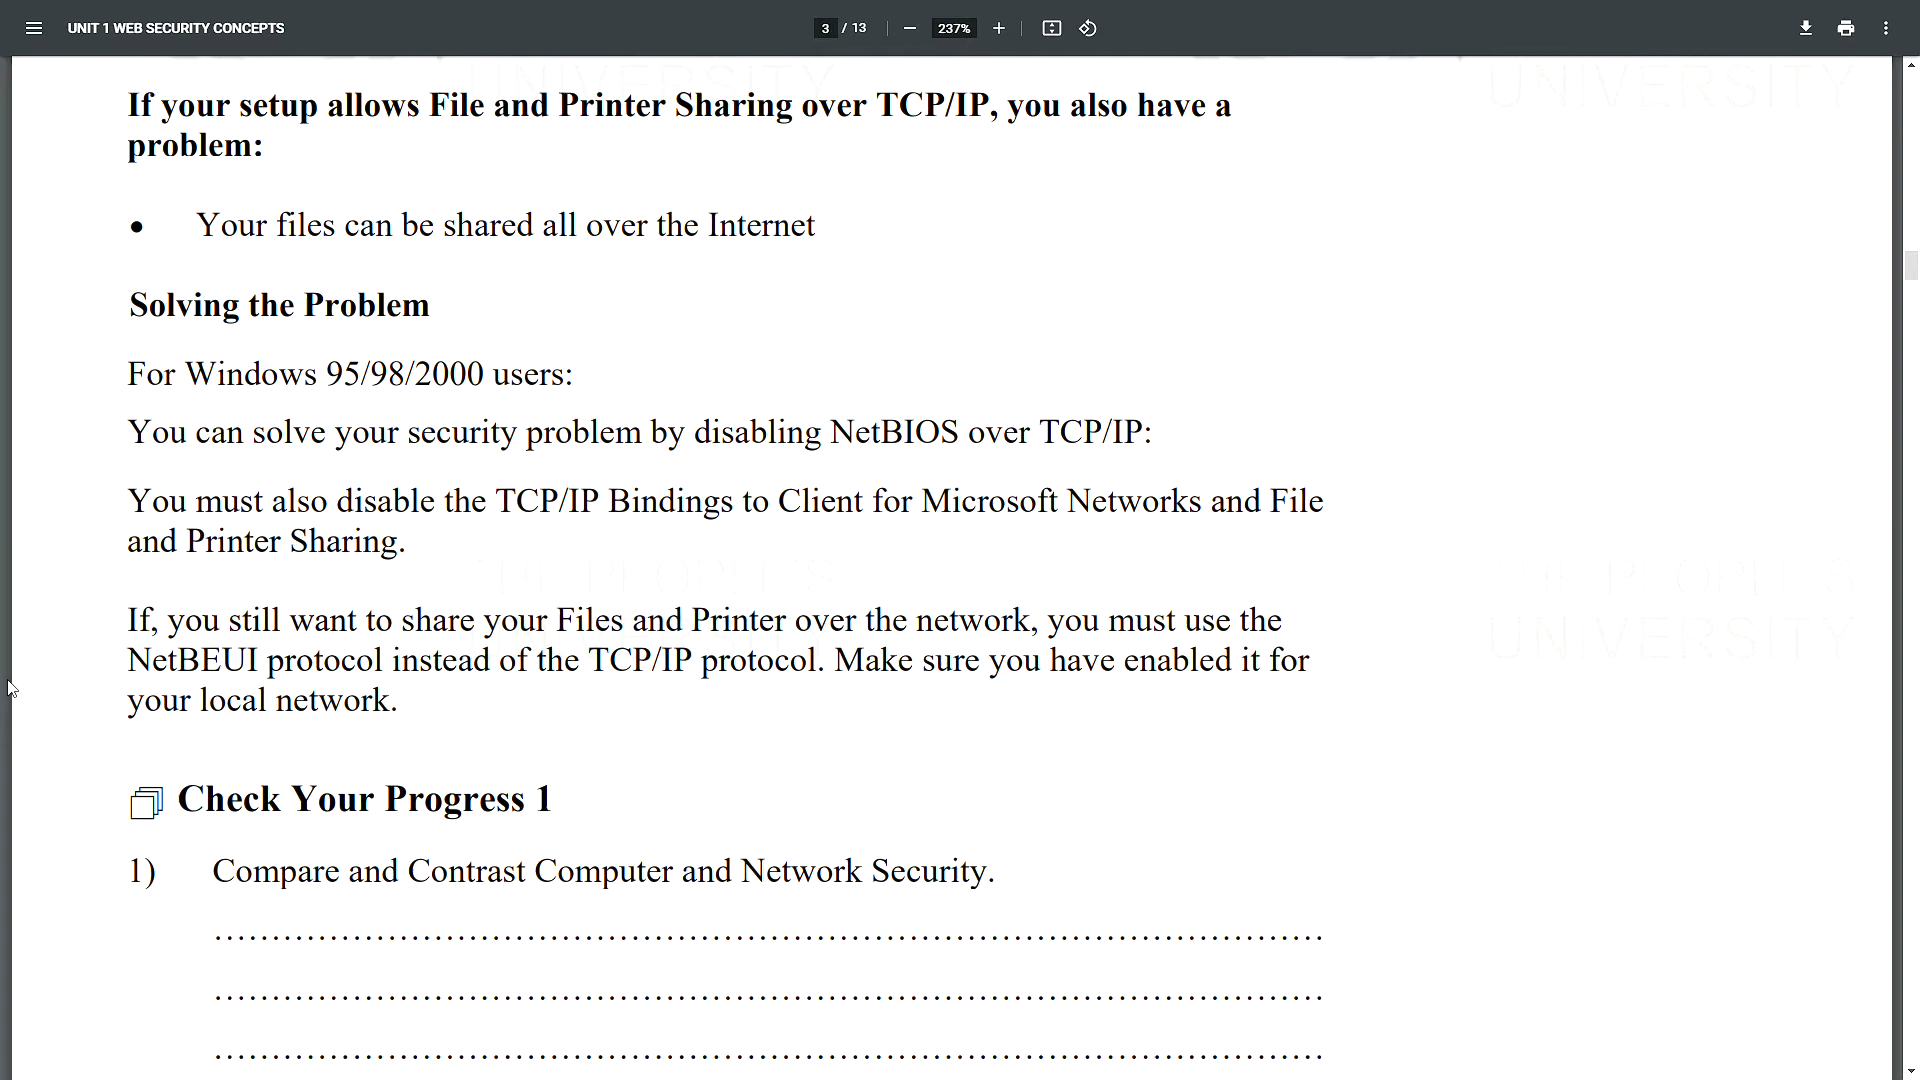 UNIT 1 WEB SECURITY CONCEPTS
3 / 13
237%
UNIVERSITY
UNIVERSITY
If your setup allows File and Printer Sharing over TCP/IP, you also have a
problem:
• Your files can be shared all over the Internet
Solving the Problem
For Windows 95/98/2000 users:
You can solve your security problem by disabling NetBIOS over TCP/IP:
You must also disable the TCP/IP Bindings to Client for Microsoft Networks and File
and Printer Sharing.
If, you still want to share your Files and Printer over the network, you must use the
NetBEUI protocol instead of the TCP/IP protocol. Make sure you have enabled it for
your local network.
UNIVERSITY
Check Your Progress 1
1) Compare and Contrast Computer and Network Security.
................................................................................................
................................................................................................
................................................................................................